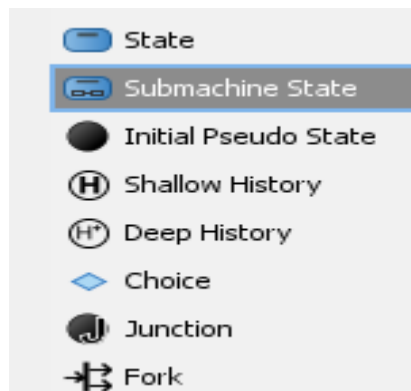 State
Submachine State
Initial Pseudo State
H Shallow History
H* Deep History
Choice
J Junction
Fork